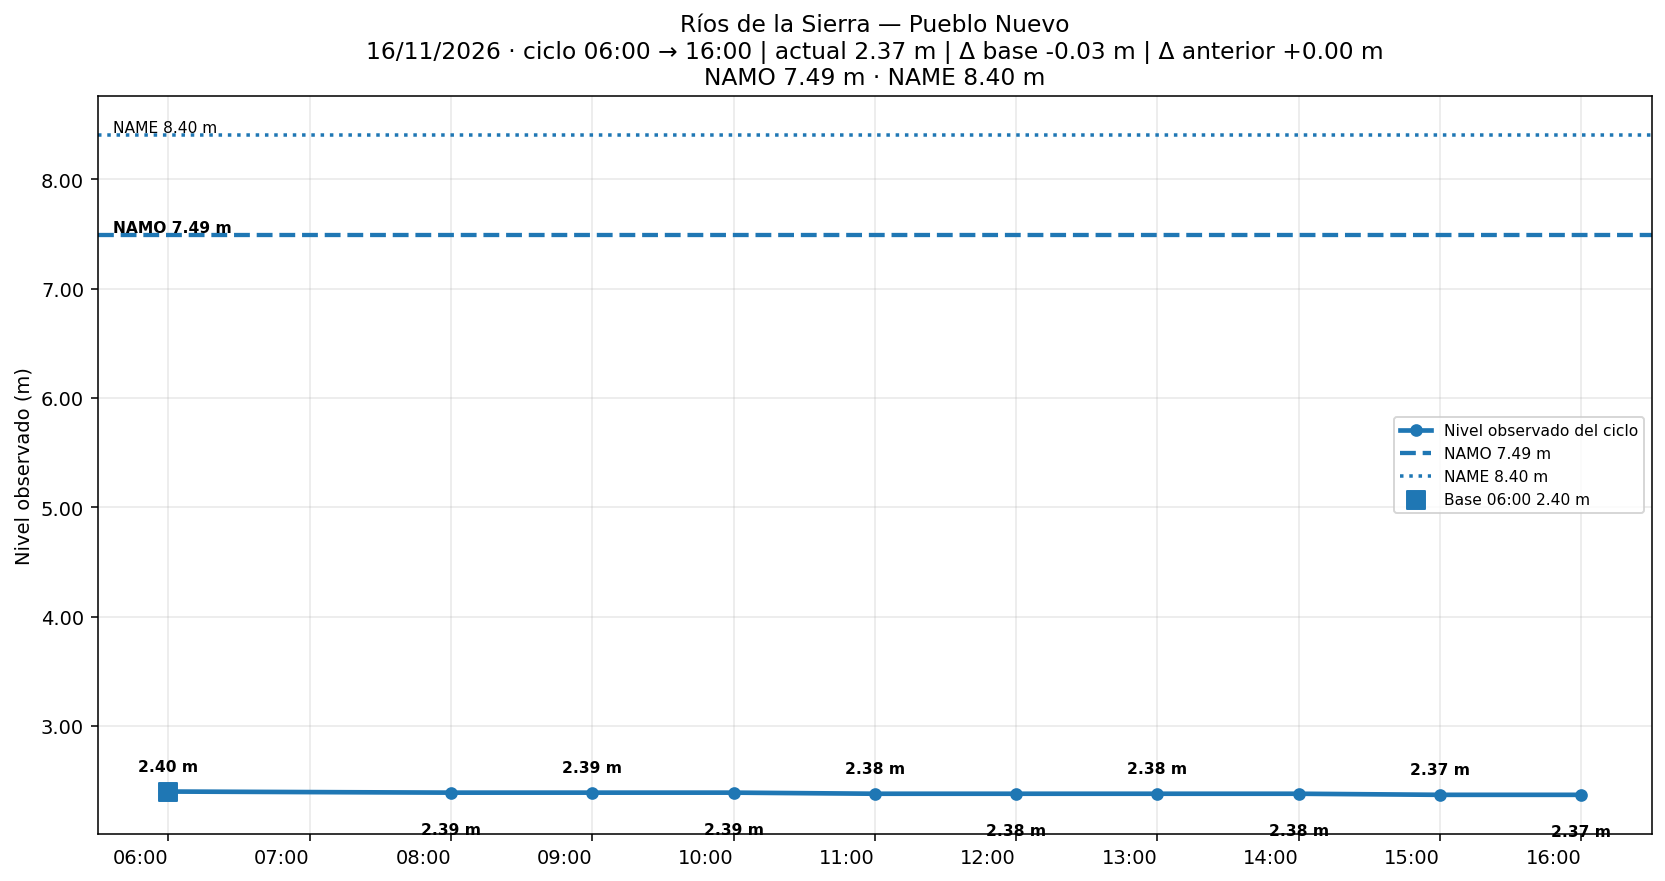 Ríos de la Sierra — Pueblo Nuevo
16/11/2026 · ciclo 06:00 → 16:00 | actual 2.37 m | Δ base -0.03 m | Δ anterior +0.00 m
NAMO 7.49 m · NAME 8.40 m
NAME 8.40 m
8.00
NAMO 7.49 m
7.00
6.00
5.00
4.00
3.00
Nivel observado (m)
Nivel observado del ciclo
NAMO 7.49 m
NAME 8.40 m
Base 06:00 2.40 m
2.40 m
2.39 m
2.38 m
2.38 m
2.37 m
2.39 m
2.39 m
2.38 m
2.38 m
2.37 m
06:00
07:00
08:00
09:00
10:00
11:00
12:00
13:00
14:00
15:00
16:00